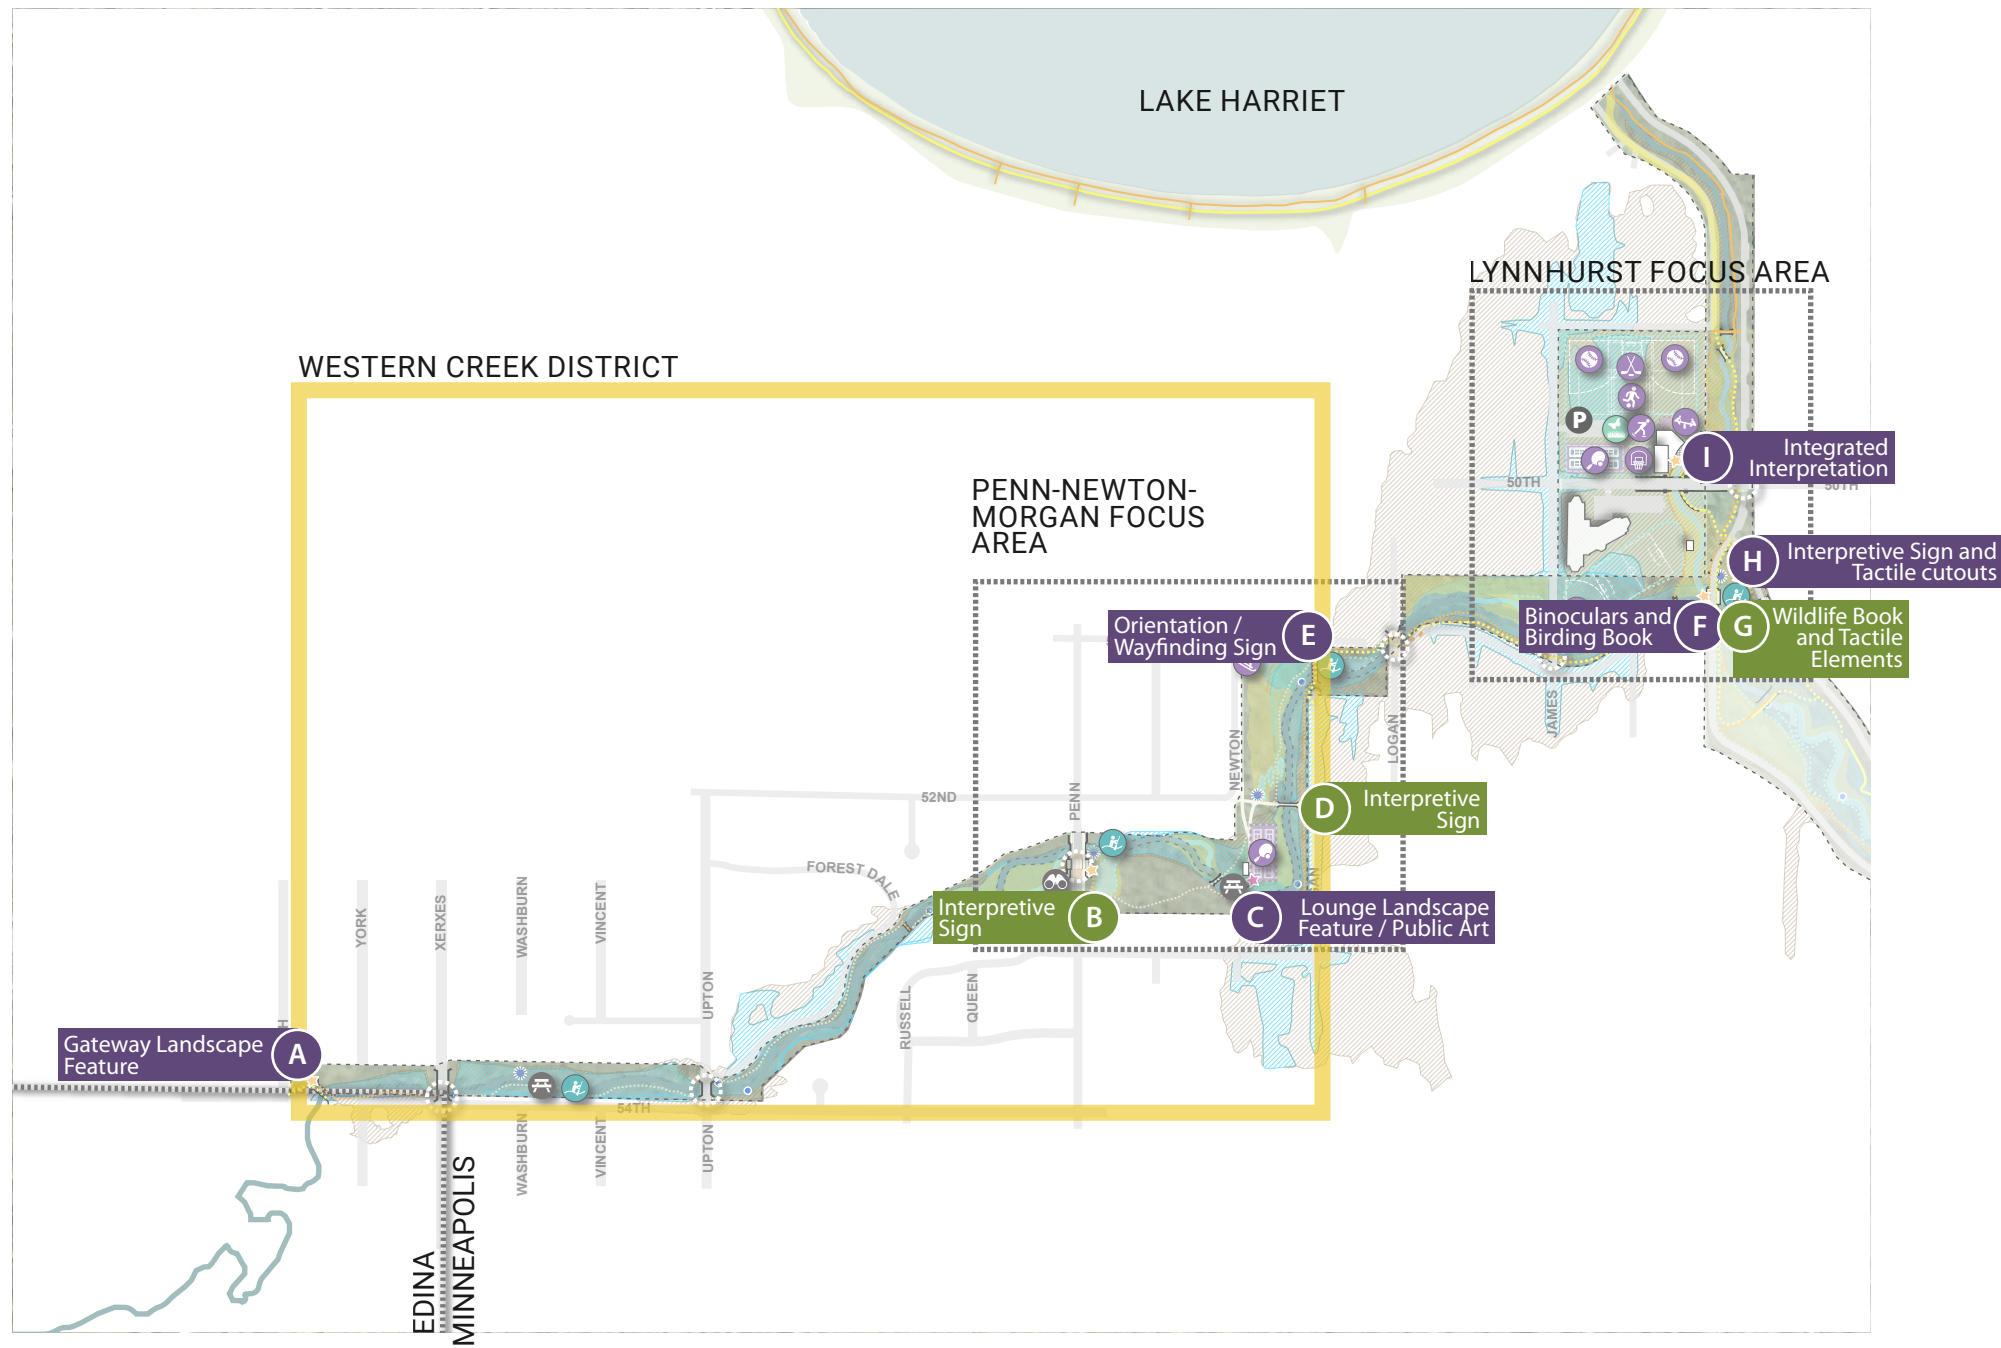 LAKE HARRIET
LYNNHURST FOCUS AREA
WESTERN CREEK DISTRICT
P
I
Integrated
Interpretation
50TH
50TH
PENN-NEWTON-
MORGAN FOCUS
AREA
H
Interpretive Sign and
Tactile cutouts
Binoculars and
Birding Book
F
G
Wildlife Book
and Tactile
Elements
Orientation /
Wayfinding Sign
E
JAMES
LOGAN
NEWTON
PENN
52ND
D
Interpretive
Sign
FOREST DALE
Interpretive
Sign
B
C
Lounge Landscape
Feature / Public Art
YORK
XERXES
WASHBURN
VINCENT
UPTON
RUSSELL
QUEEN
Gateway Landscape
Feature
A
54TH
WASHBURN
VINCENT
UPTON
EDINA
MINNEAPOLIS